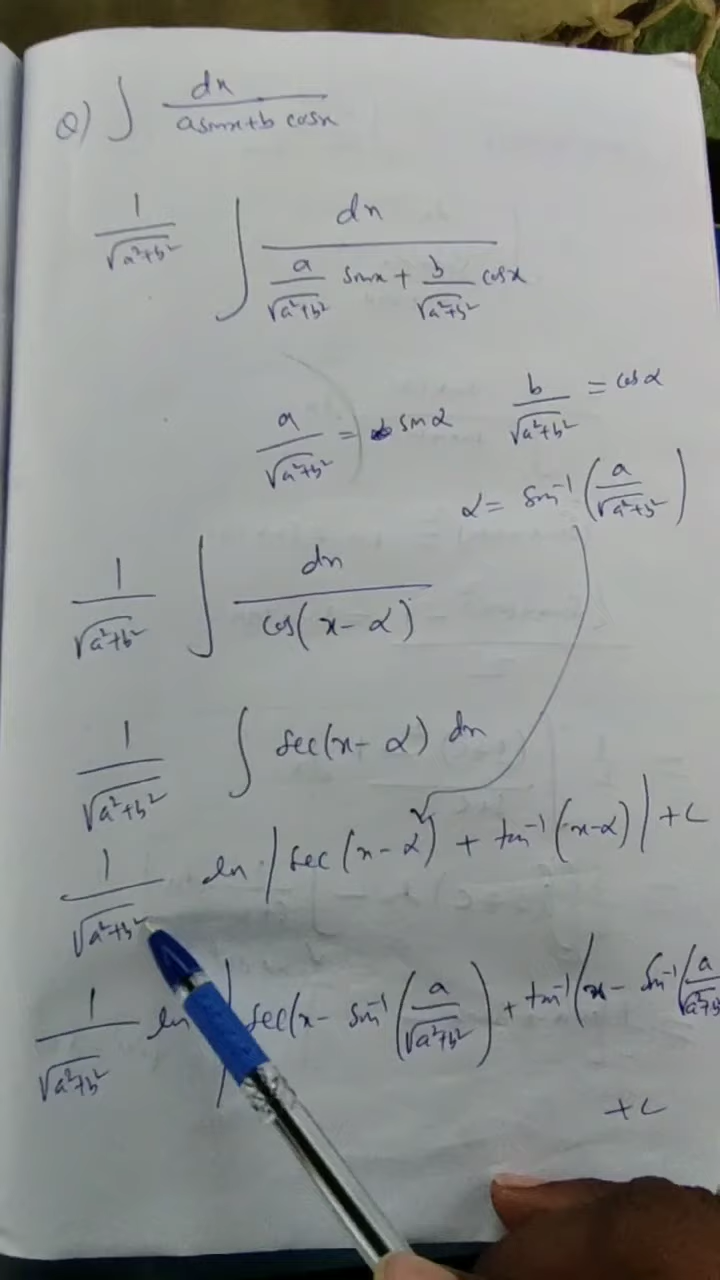 Q) ∫ dx / (a sinx + b cosx)
1/√(a²+b²) ∫ dx / (a/√(a²+b²) sinx + b/√(a²+b²) cosx)
a/√(a²+b²) = sin α b/√(a²+b²) = cos α
α = sin⁻¹(a/√(a²+b²))
1/√(a²+b²) ∫ dx / cos(x-α)
1/√(a²+b²) ∫ sec(x-α) dx
1/√(a²+b²) ln |sec(x-α) + tan⁻¹(x-α)| + c
1/√(a²+b²) ln | sec(x - sin⁻¹(a/√(a²+b²)) + tan⁻¹(x - sin⁻¹(a/√(a²+b²
+ c